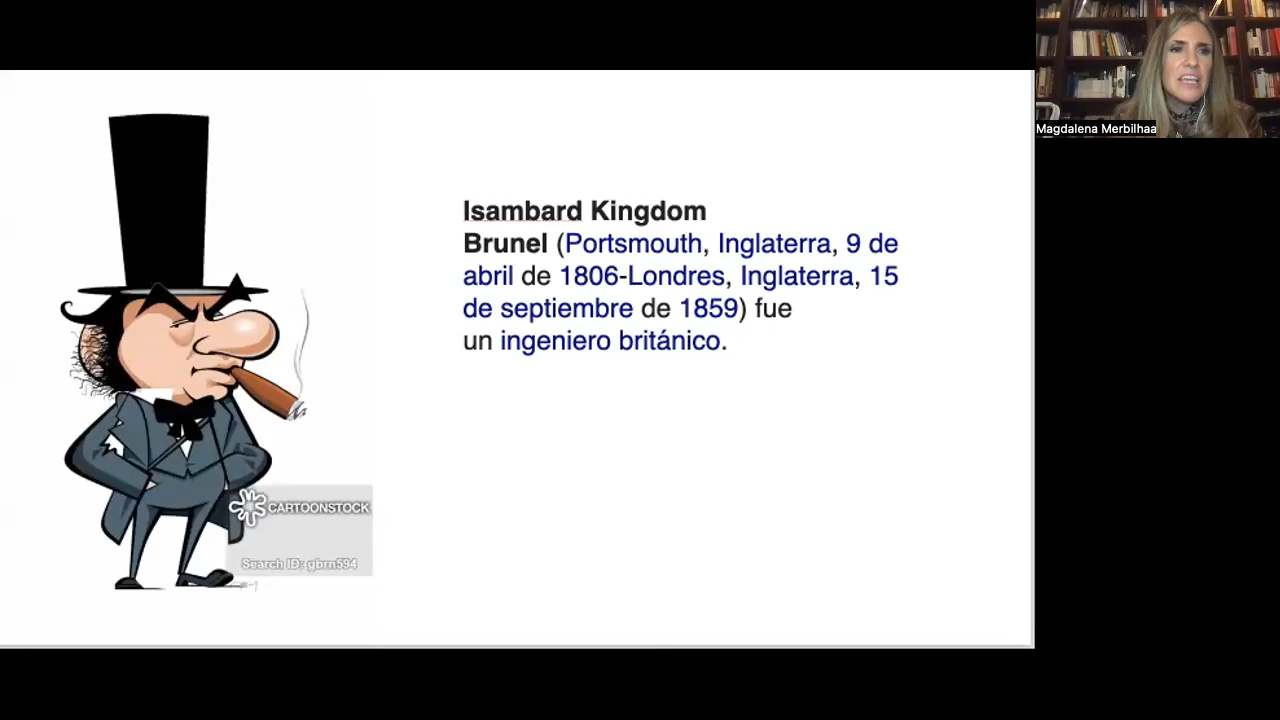 Magdalena Merbilhaa
Isambard Kingdom
Brunel (Portsmouth, Inglaterra, 9 de
abril de 1806-Londres, Inglaterra, 15
de septiembre de 1859) fue
un ingeniero británico.
CARTOONSTOCK
Search ID: gbrn594